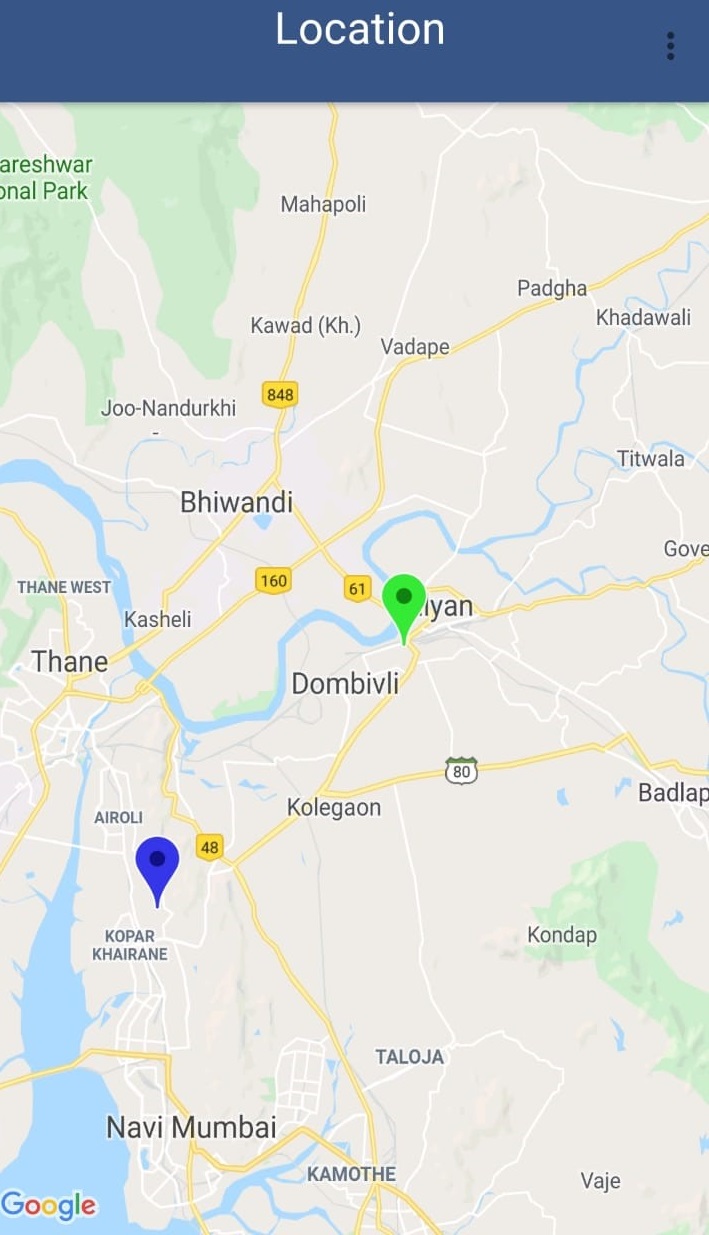 Location
areshwar
onal Park
Mahapoli
Padgha
Khadawali
Kawad (Kh.)
Vadape
848
Joo-Nandurkhi
Titwala
Bhiwandi
Gove
160
61
THANE WEST
lyan
Kasheli
Thane
Dombivli
80
Badlap
Kolegaon
AIROLI
48
KOPAR
KHAIRANE
Kondap
TALOJA
Navi Mumbai
KAMOTHE
Vaje
Google